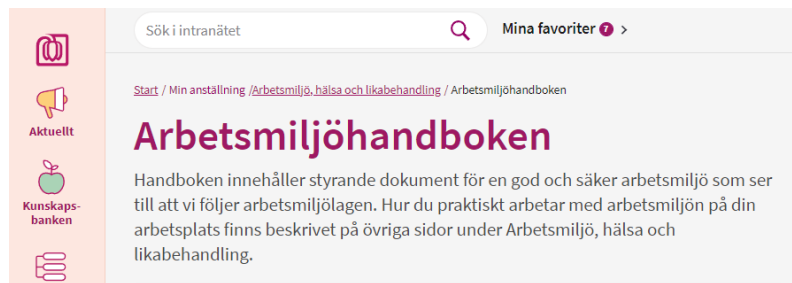 Sök i intranätet
Mina favoriter 7 >
Aktuellt
Kunskaps-
banken
Start / Min anställning /Arbetsmiljö, hälsa och likabehandling / Arbetsmiljöhandboken
Arbetsmiljöhandboken
Handboken innehåller styrande dokument för en god och säker arbetsmiljö som ser
till att vi följer arbetsmiljölagen. Hur du praktiskt arbetar med arbetsmiljön på din
arbetsplats finns beskrivet på övriga sidor under Arbetsmiljö, hälsa och
likabehandling.